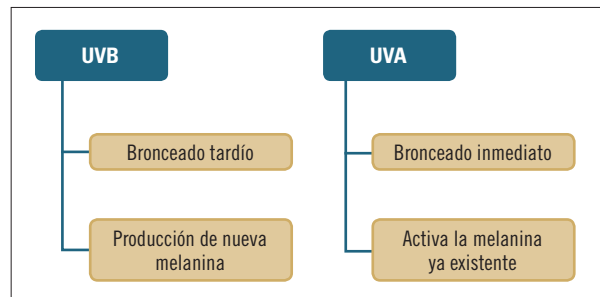 UVB
Bronceado tardío
Producción de nueva
melanina
UVA
Bronceado inmediato
Activa la melanina
ya existente